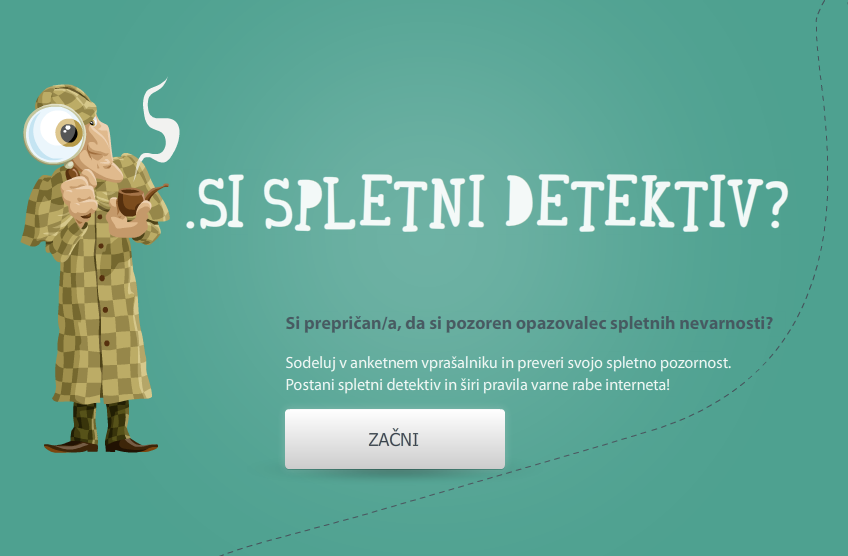 .SI SPLETNI DETEKTIV?
Si prepričan/a, da si pozoren opazovalec spletnih nevarnosti?
Sodeluj v anketnem vprašalniku in preveri svojo spletno pozornost.
Postani spletni detektiv in širi pravila varne rabe interneta!
ZAČNI